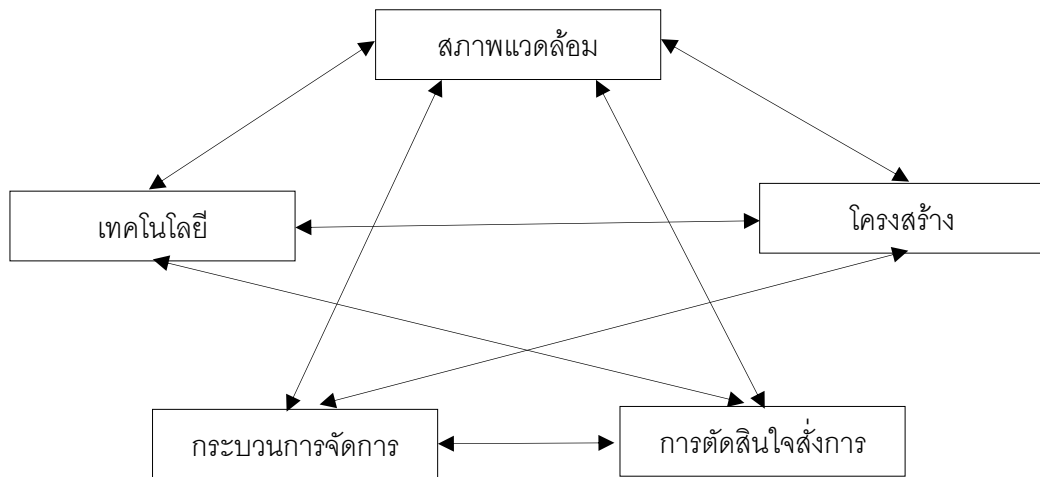 สภาพแวดล้อม
เทคโนโลยี
โครงสร้าง
กระบวนการจัดการ
การตัดสินใจสั่งการ